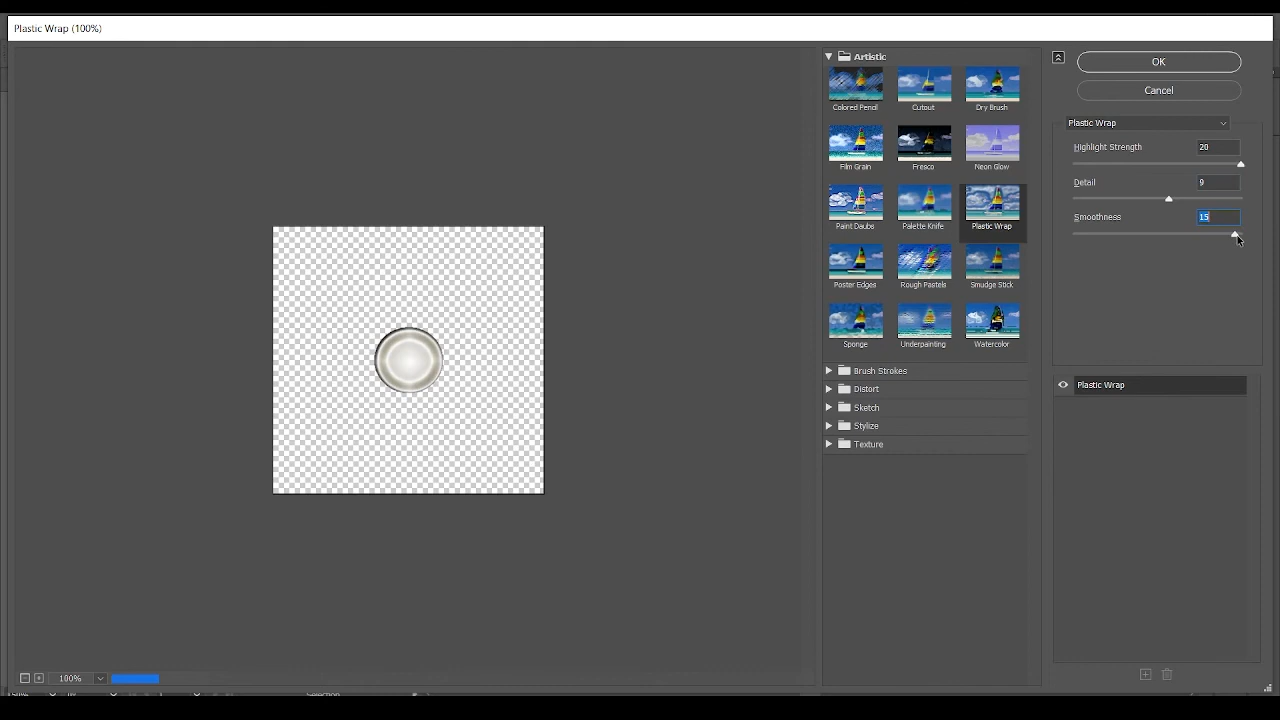 Plastic Wrap (100%)
Artistic
Colored Pencil
Cutout
Dry Brush
Film Grain
Fresco
Neon Glow
Paint Daubs
Palette Knife
Plastic Wrap
Poster Edges
Rough Pastels
Smudge Stick
Sponge
Underpainting
Watercolor
Brush Strokes
Distort
Sketch
Stylize
Texture
OK
Cancel
Plastic Wrap
Highlight Strength 20
Detail 9
Smoothness 15
Plastic Wrap
100%
Selection